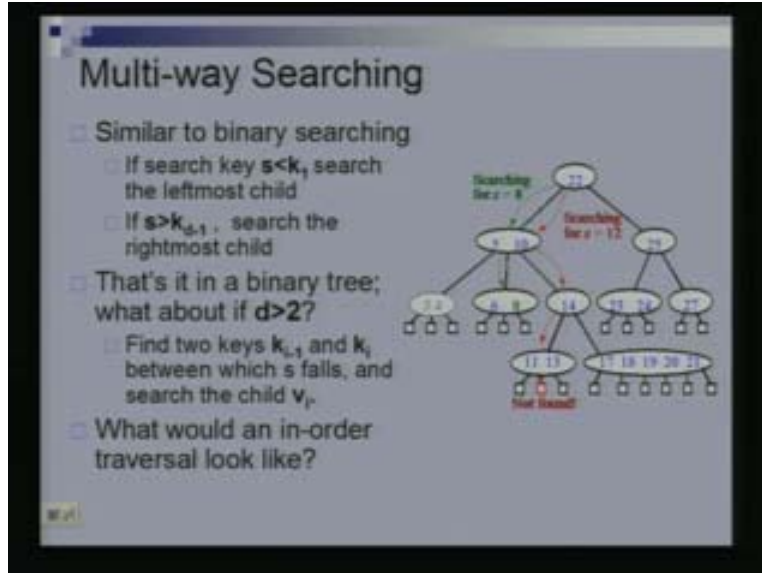 Multi-way Searching
Similar to binary searching
If search key s<k1 search
the leftmost child
If s>kd-1 , search the
rightmost child
That's it in a binary tree;
what about if d>2?
Find two keys ki-1 and ki
between which s falls, and
search the child vi.
What would an in-order
traversal look like?
Searching
for s = 8
22
Searching
for s = 12
10
25
3 4
6 8
14
23 24
27
11 13
17 18 19 20 21
Not found!